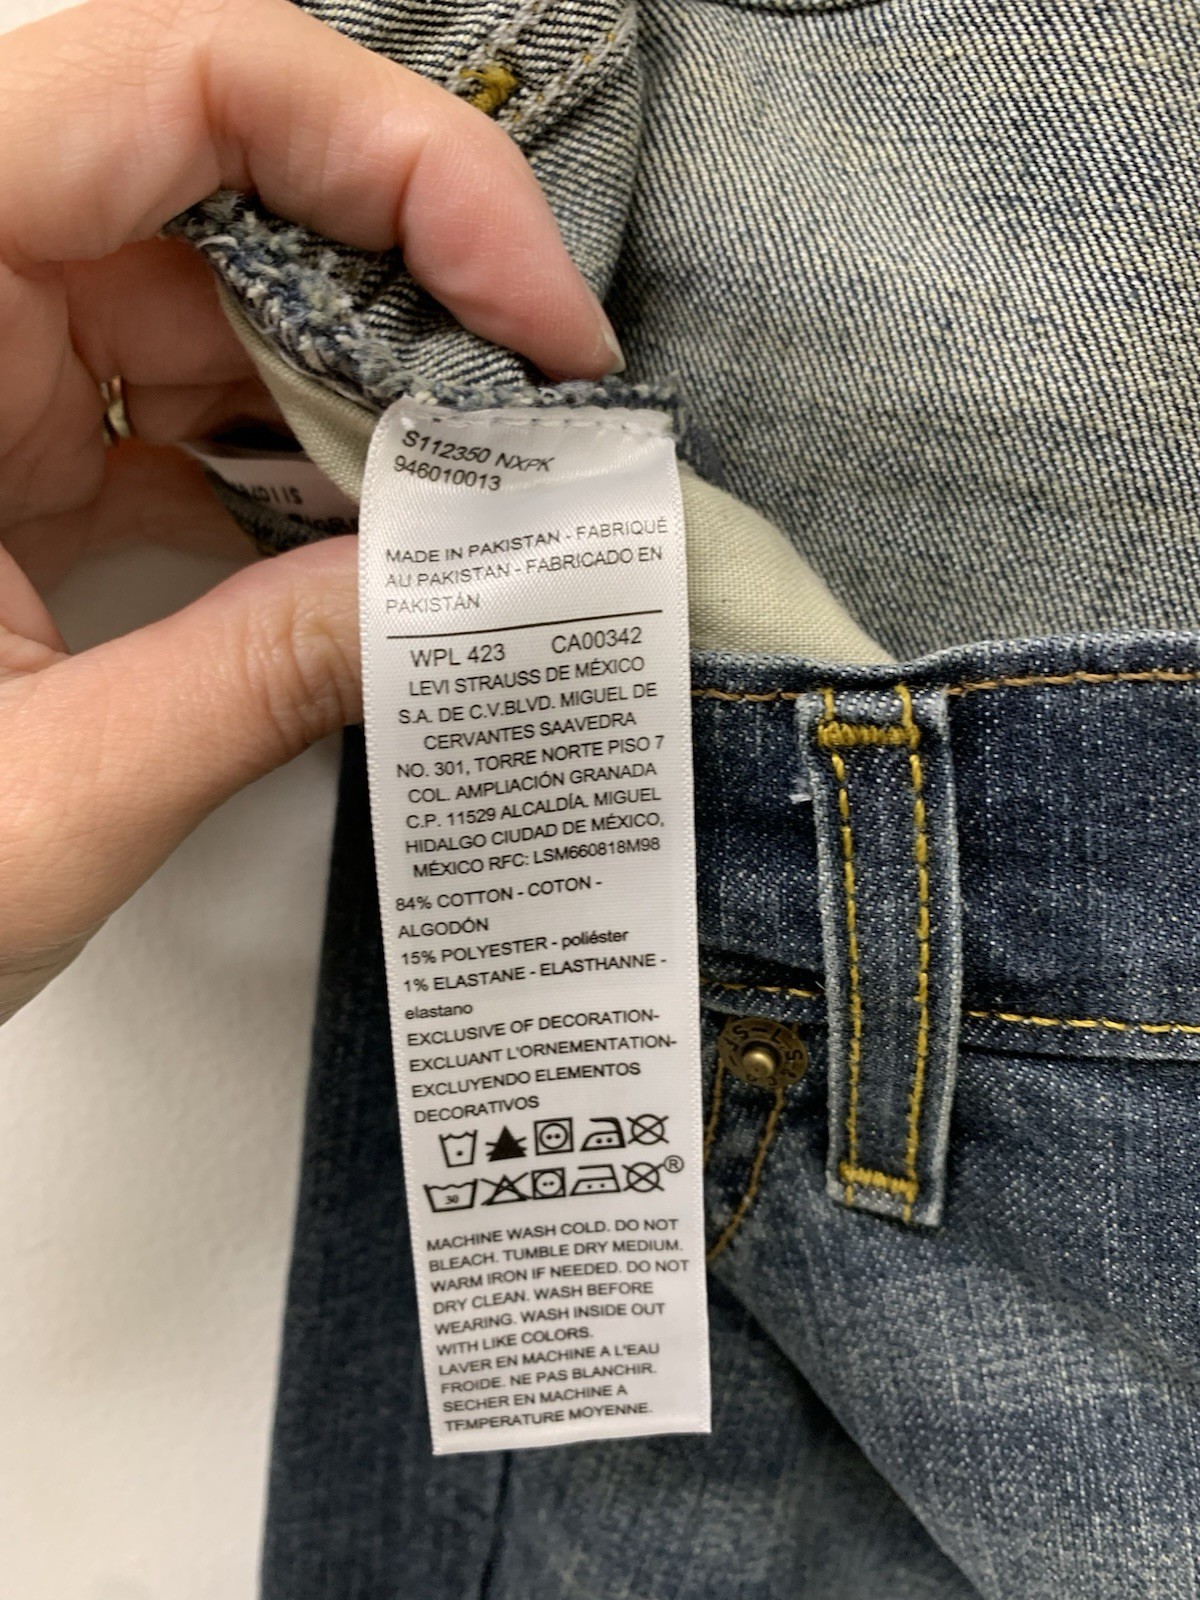 S112350 NXPK
946010013
MADE IN PAKISTAN - FABRIQUÉ
AU PAKISTAN - FABRICADO EN
PAKISTÁN
WPL 423 CA00342
LEVI STRAUSS DE MÉXICO
S.A. DE C.V.BLVD. MIGUEL DE
CERVANTES SAAVEDRA
NO. 301, TORRE NORTE PISO 7
COL. AMPLIACIÓN GRANADA
C.P. 11529 ALCALDÍA. MIGUEL
HIDALGO CIUDAD DE MÉXICO,
MÉXICO RFC: LSM660818M98
84% COTTON - COTON -
ALGODÓN
15% POLYESTER - poliéster
1% ELASTANE - ELASTHANNE -
elastano
EXCLUSIVE OF DECORATION-
EXCLUANT L'ORNEMENTATION-
EXCLUYENDO ELEMENTOS
DECORATIVOS
30 ®
MACHINE WASH COLD. DO NOT
BLEACH. TUMBLE DRY MEDIUM.
WARM IRON IF NEEDED. DO NOT
DRY CLEAN. WASH BEFORE
WEARING. WASH INSIDE OUT
WITH LIKE COLORS.
LAVER EN MACHINE A L'EAU
FROIDE. NE PAS BLANCHIR.
SECHER EN MACHINE A
TEMPERATURE MOYENNE.